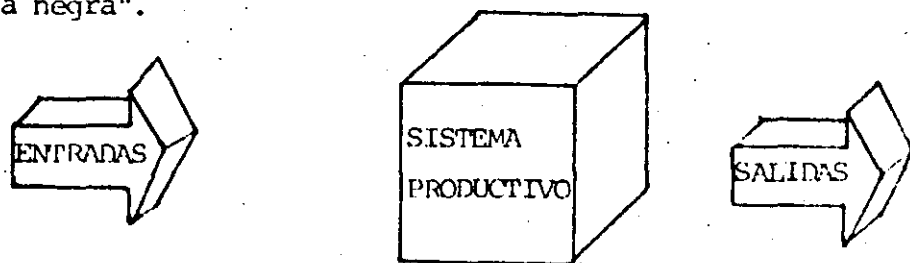 a negra".
ENTRADAS
SISTEMA
PRODUCTIVO
SALIDAS